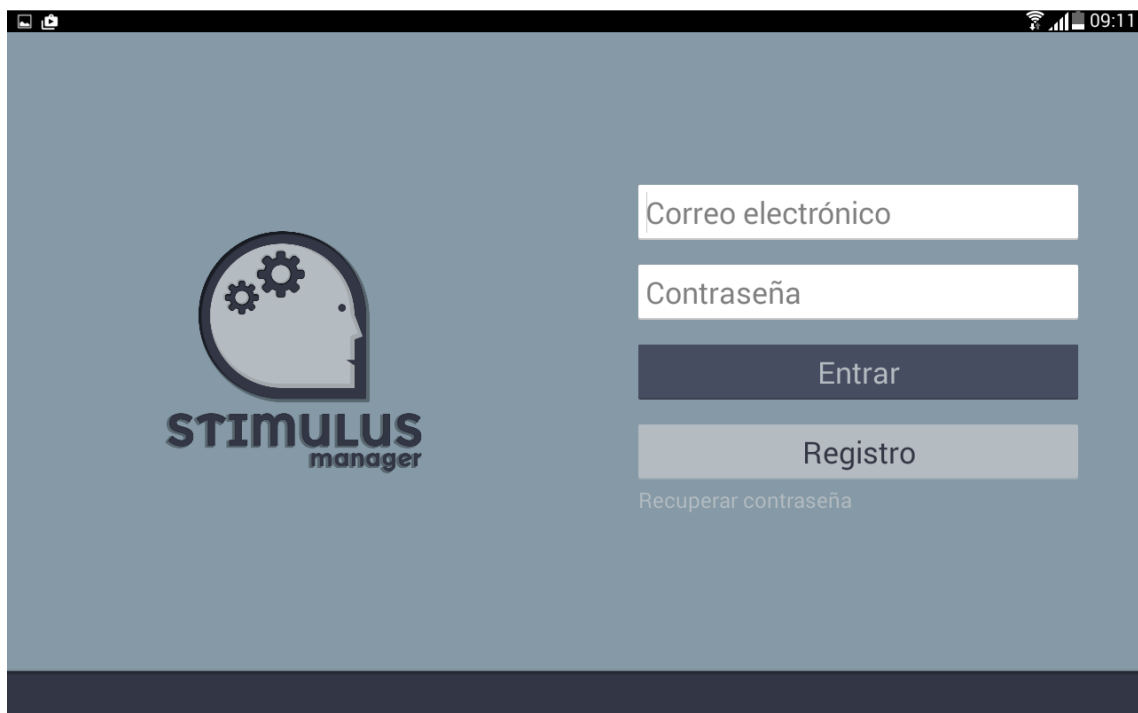 09:11
Correo electrónico
Contraseña
Entrar
Registro
Recuperar contraseña
STIMULUS
manager